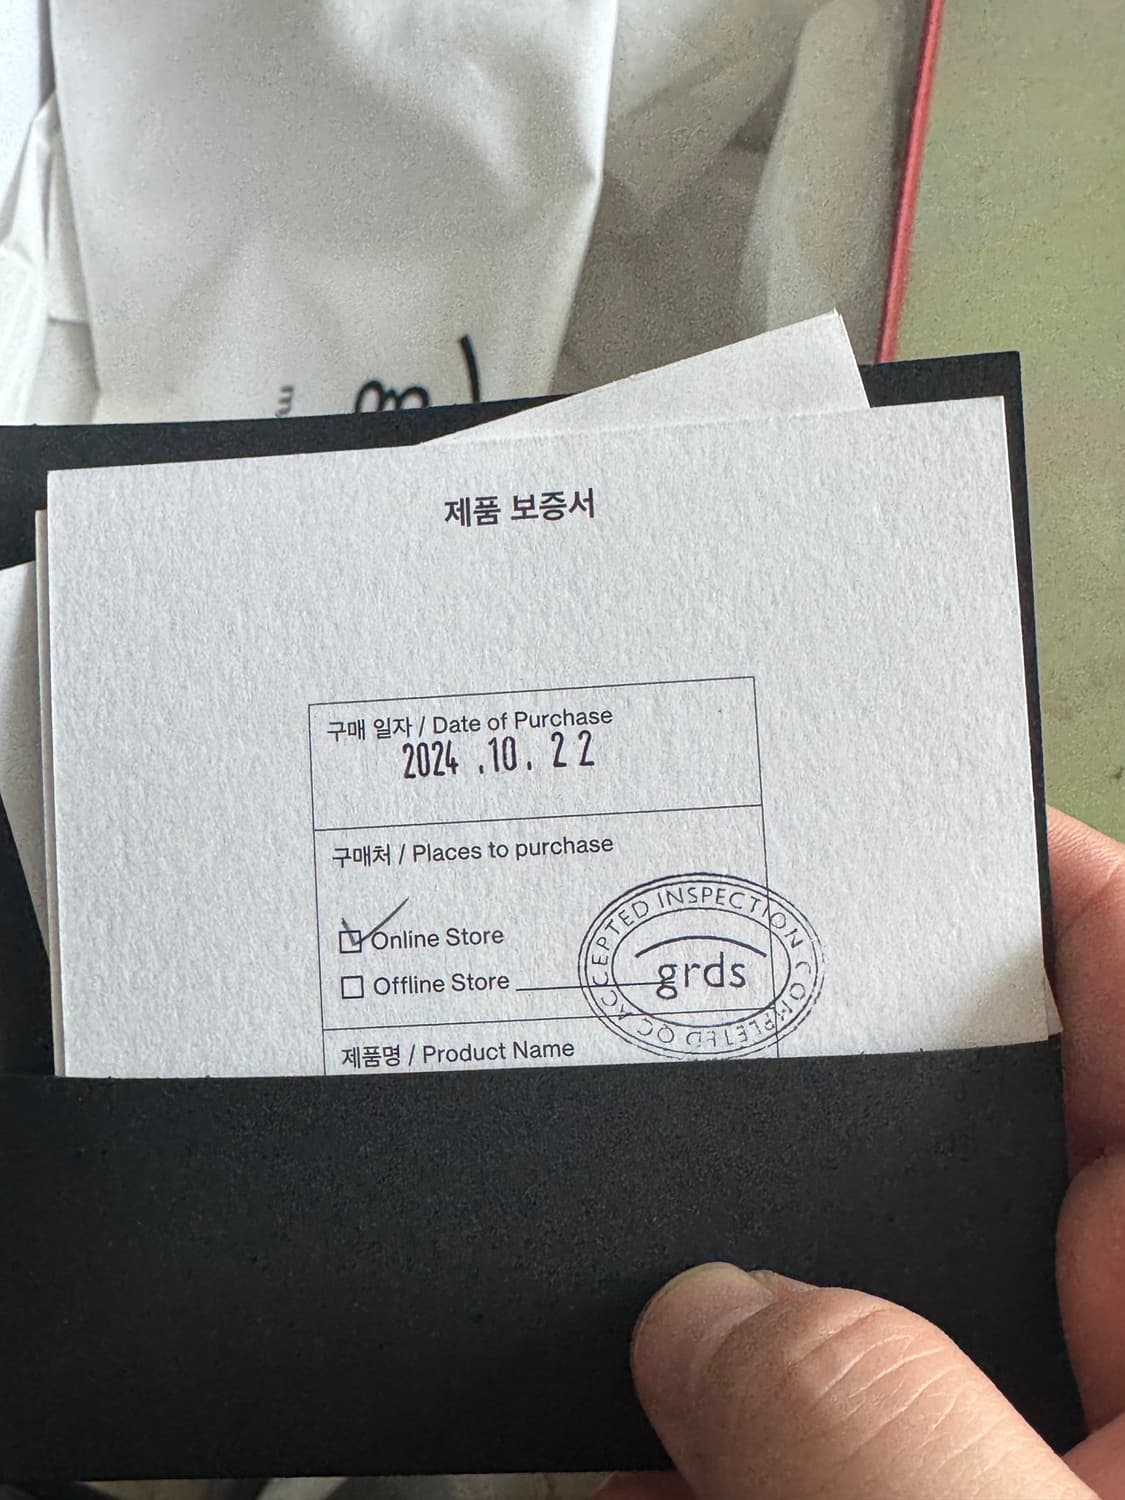 제품 보증서
구매 일자 / Date of Purchase
2024 .10. 22
구매처 / Places to purchase
Online Store
Offline Store
ACCEPTED INSPECTION COMPLETED QC
grds
제품명 / Product Name